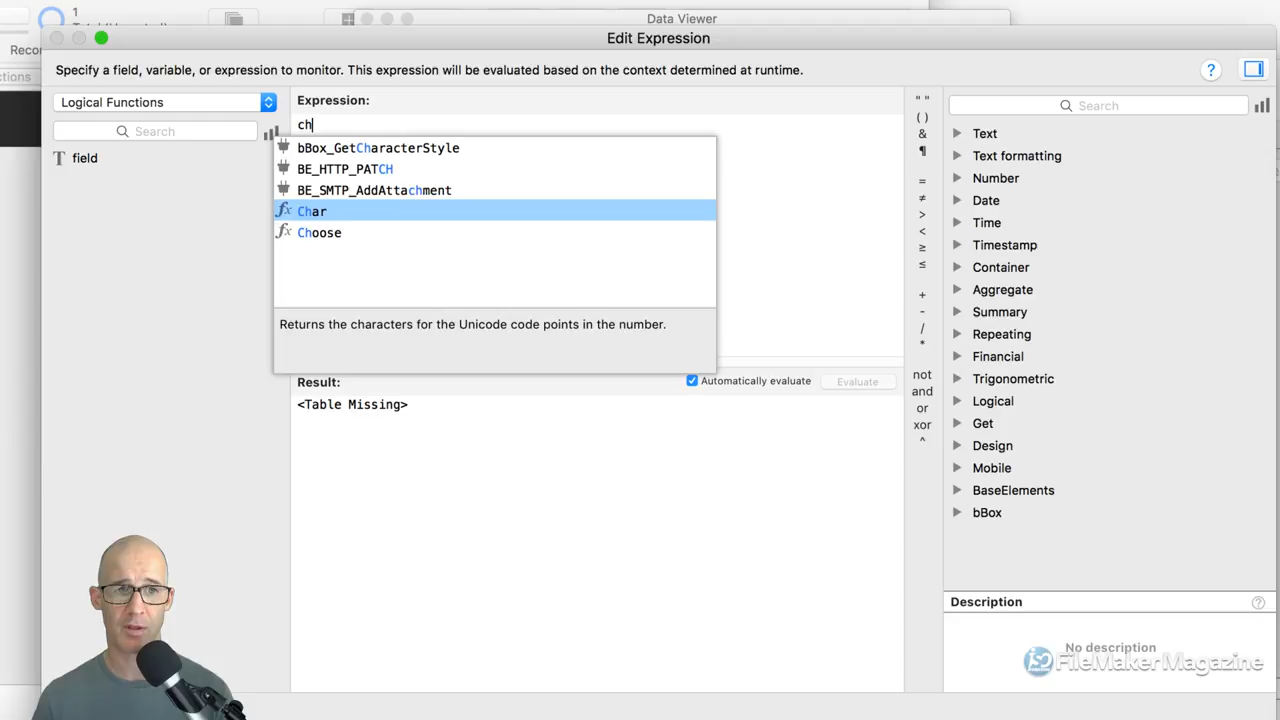 1
Data Viewer
Recor
ctions
Edit Expression
Specify a field, variable, or expression to monitor. This expression will be evaluated based on the context determined at runtime.
?
Logical Functions
Search
field
Expression:
ch
bBox_GetCharacterStyle
BE_HTTP_PATCH
BE_SMTP_AddAttachment
Char
Choose
Returns the characters for the Unicode code points in the number.
Result:
Automatically evaluate
Evaluate
<Table Missing>
" "
( )
&
¶
=
≠
>
<
≥
≤
+
-
/
*
not
and
or
xor
^
Search
Text
Text formatting
Number
Date
Time
Timestamp
Container
Aggregate
Summary
Repeating
Financial
Trigonometric
Logical
Get
Design
Mobile
BaseElements
bBox
Description
?
No description
FileMakerMagazine